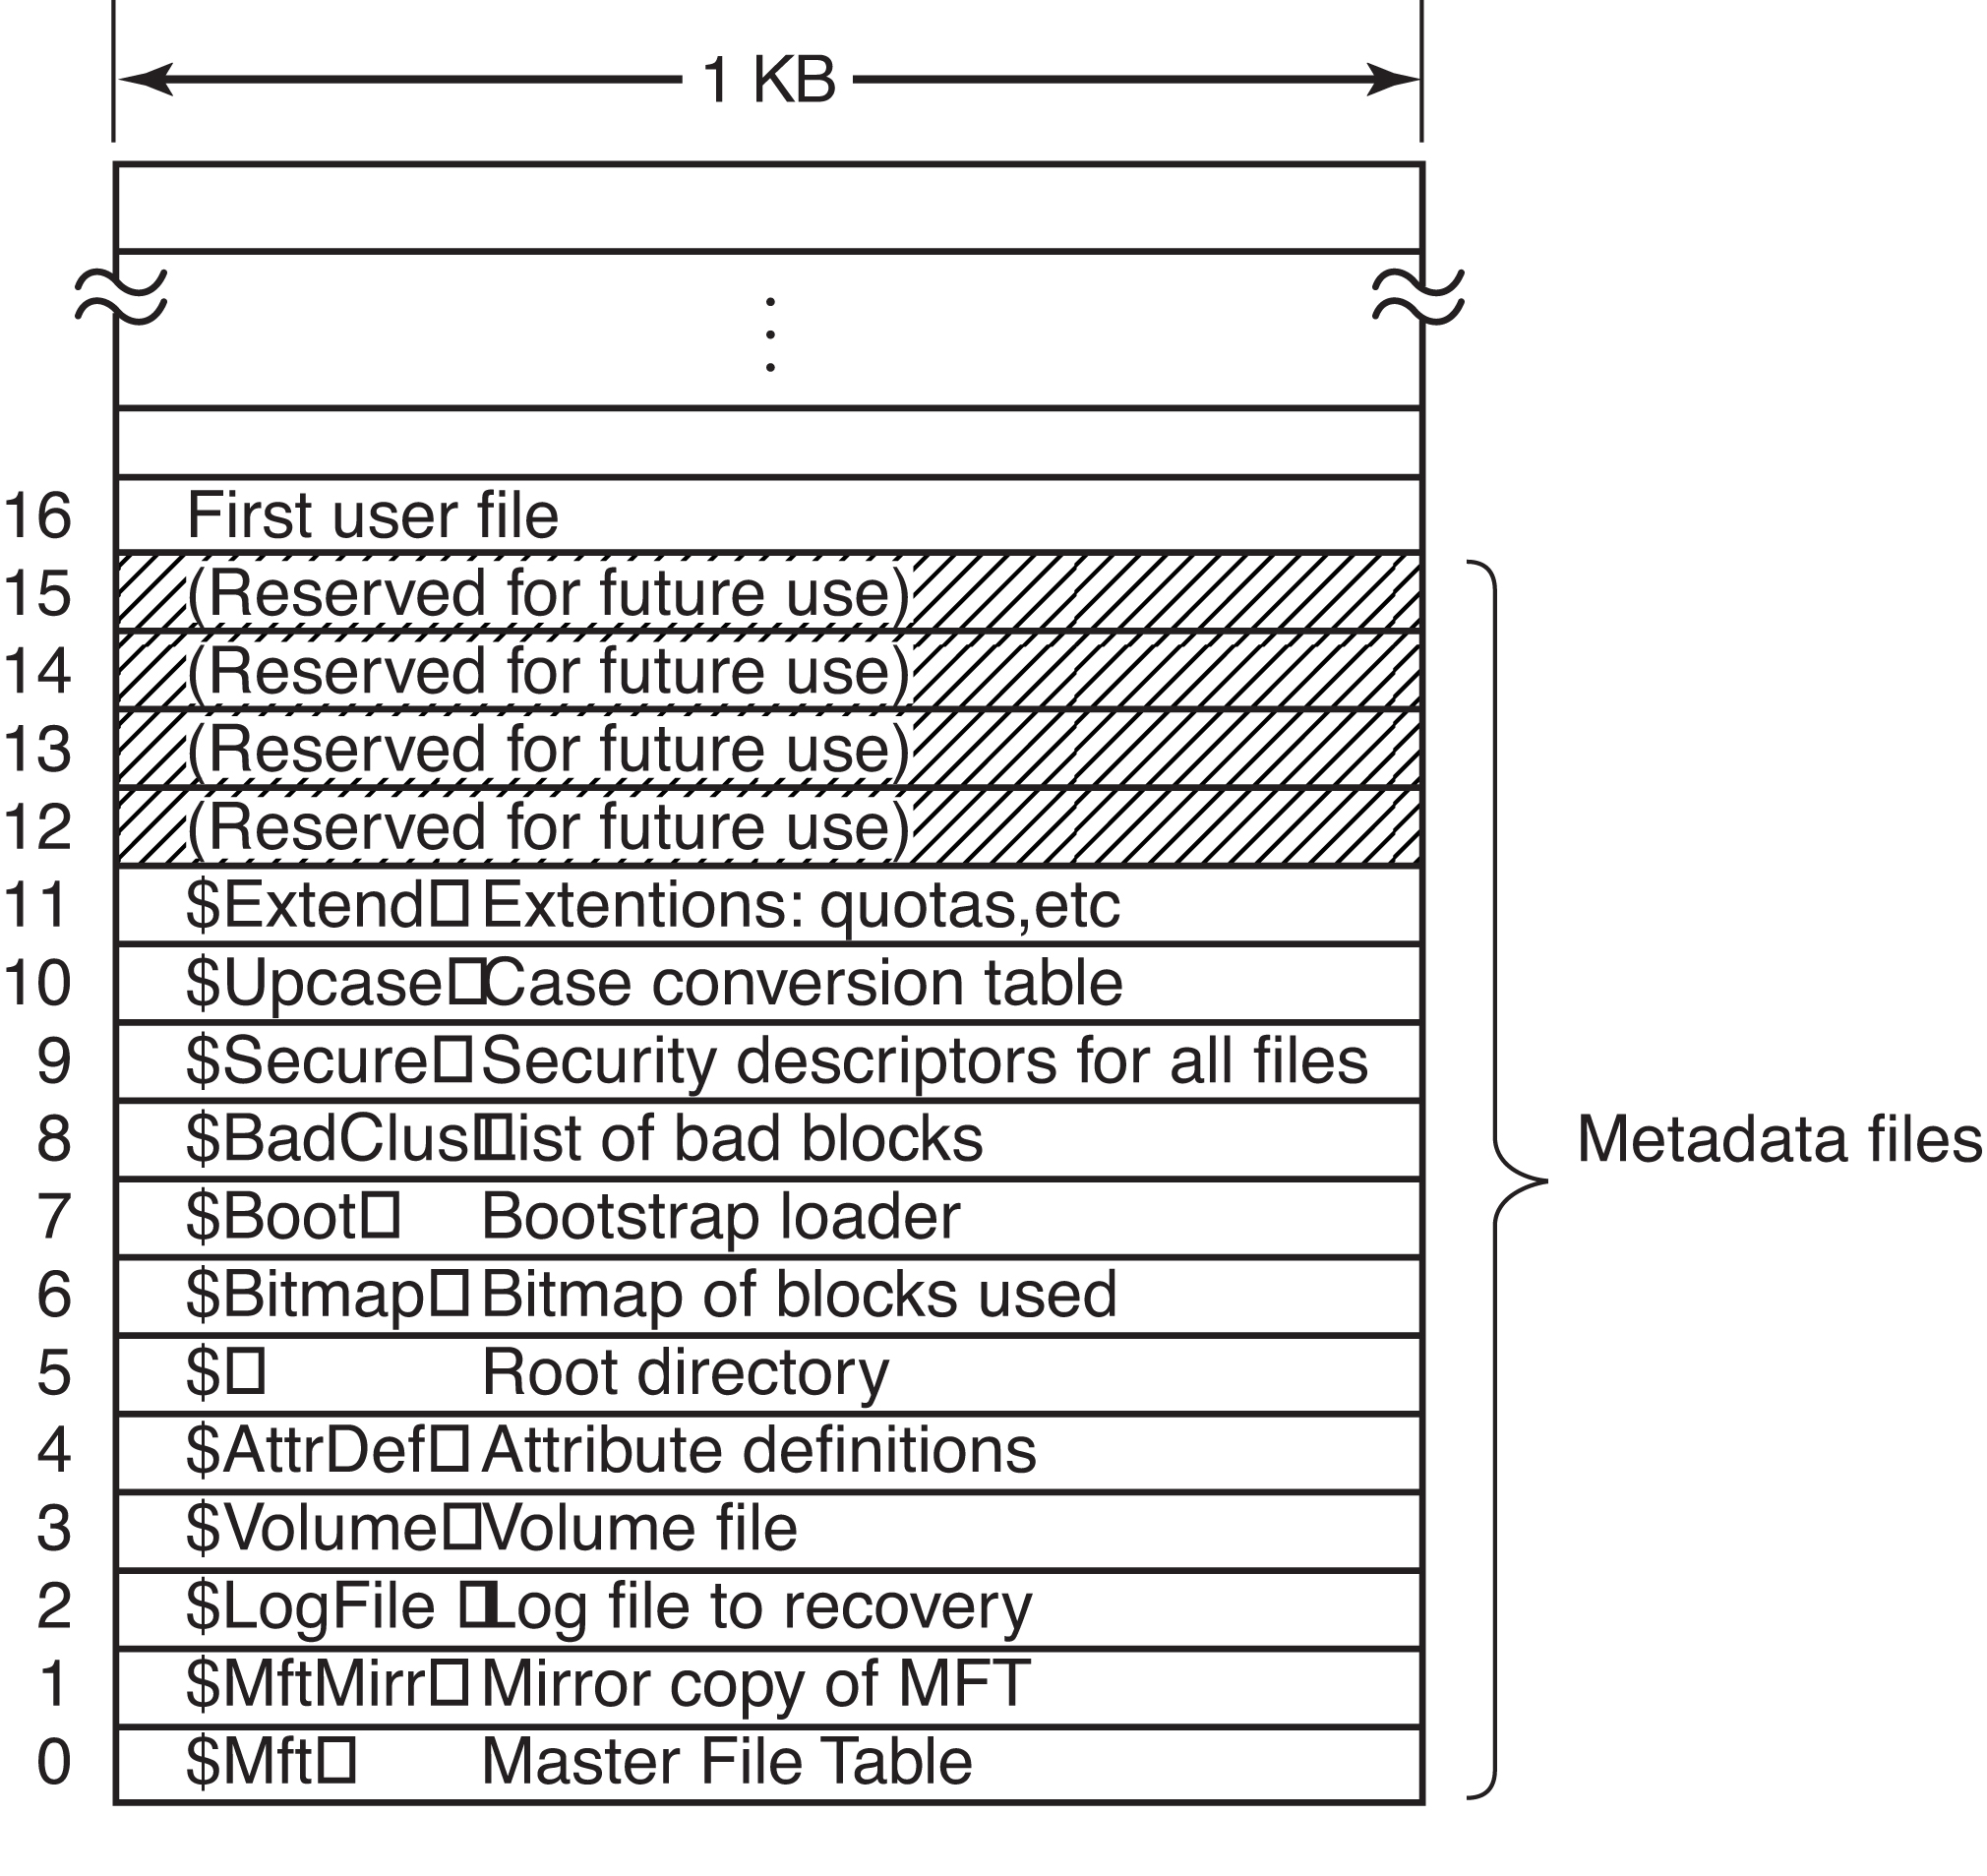 1 KB
16 First user file
15 (Reserved for future use)
14 (Reserved for future use)
13 (Reserved for future use)
12 (Reserved for future use)
11 $Extend□ Extentions: quotas,etc
10 $Upcase□Case conversion table
9 $Secure□ Security descriptors for all files
8 $BadClus□List of bad blocks
Metadata files
7 $Boot□ Bootstrap loader
6 $Bitmap□ Bitmap of blocks used
5 $□ Root directory
4 $AttrDef□ Attribute definitions
3 $Volume□Volume file
2 $LogFile □Log file to recovery
1 $MftMirr□ Mirror copy of MFT
0 $Mft□ Master File Table